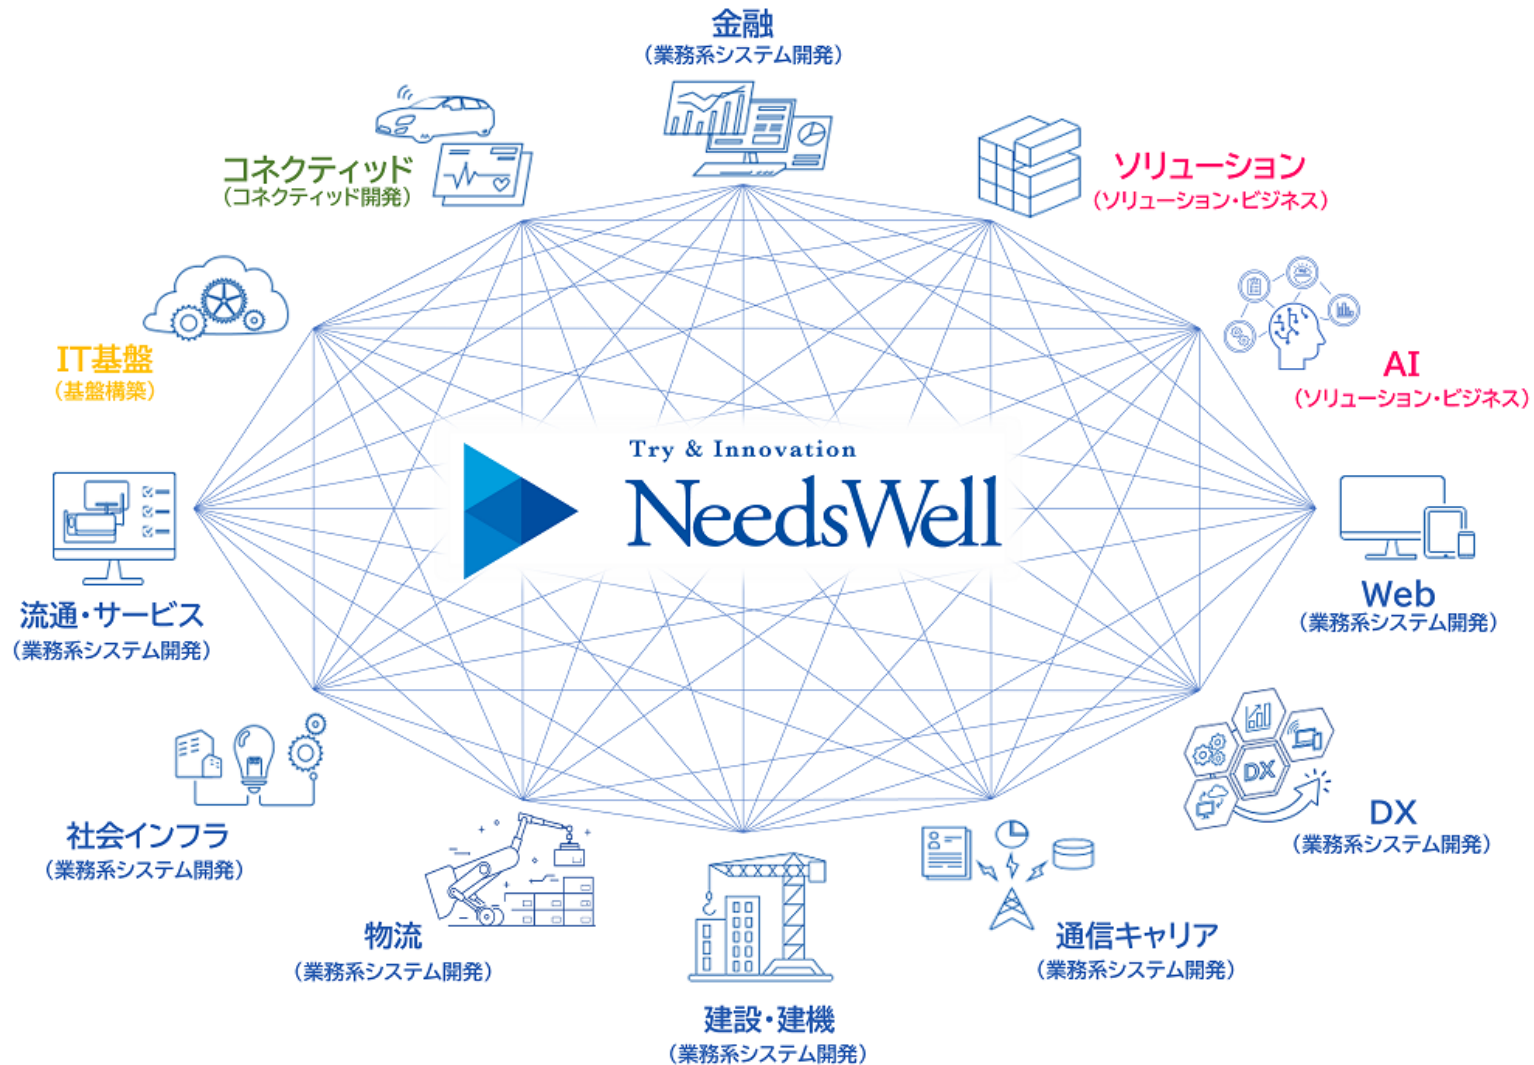 金融
（業務系システム開発）
コネクティッド
（コネクティッド開発）
ソリューション
（ソリューション・ビジネス）
IT基盤
（基盤構築）
AI
（ソリューション・ビジネス）
Try & Innovation
NeedsWell
流通・サービス
（業務系システム開発）
Web
（業務系システム開発）
DX
社会インフラ
（業務系システム開発）
DX
（業務系システム開発）
物流
（業務系システム開発）
通信キャリア
（業務系システム開発）
建設・建機
（業務系システム開発）